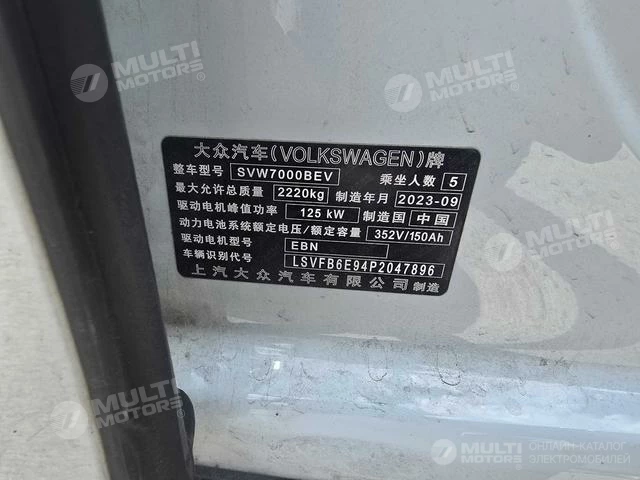 MULTI
MOTORS®
MULTI
MOTORS®
大众汽车(VOLKSWAGEN)牌
整车型号 SVW7000BEV 乘坐人数 5
最大允许总质量 2220kg 制造年月 2023-09
驱动电机峰值功率 125 kW 制造国 中国
动力电池系统额定电压/额定容量 352V/150Ah
驱动电机型号 EBN
车辆识别代号 LSVFB6E94P2047896
上汽大众汽车有限公司制造
MULTI
MOTORS®
MULTI
MOTORS
ОНЛАЙН-КАТАЛОГ
ЭЛЕКТРОМОБИЛЕЙ